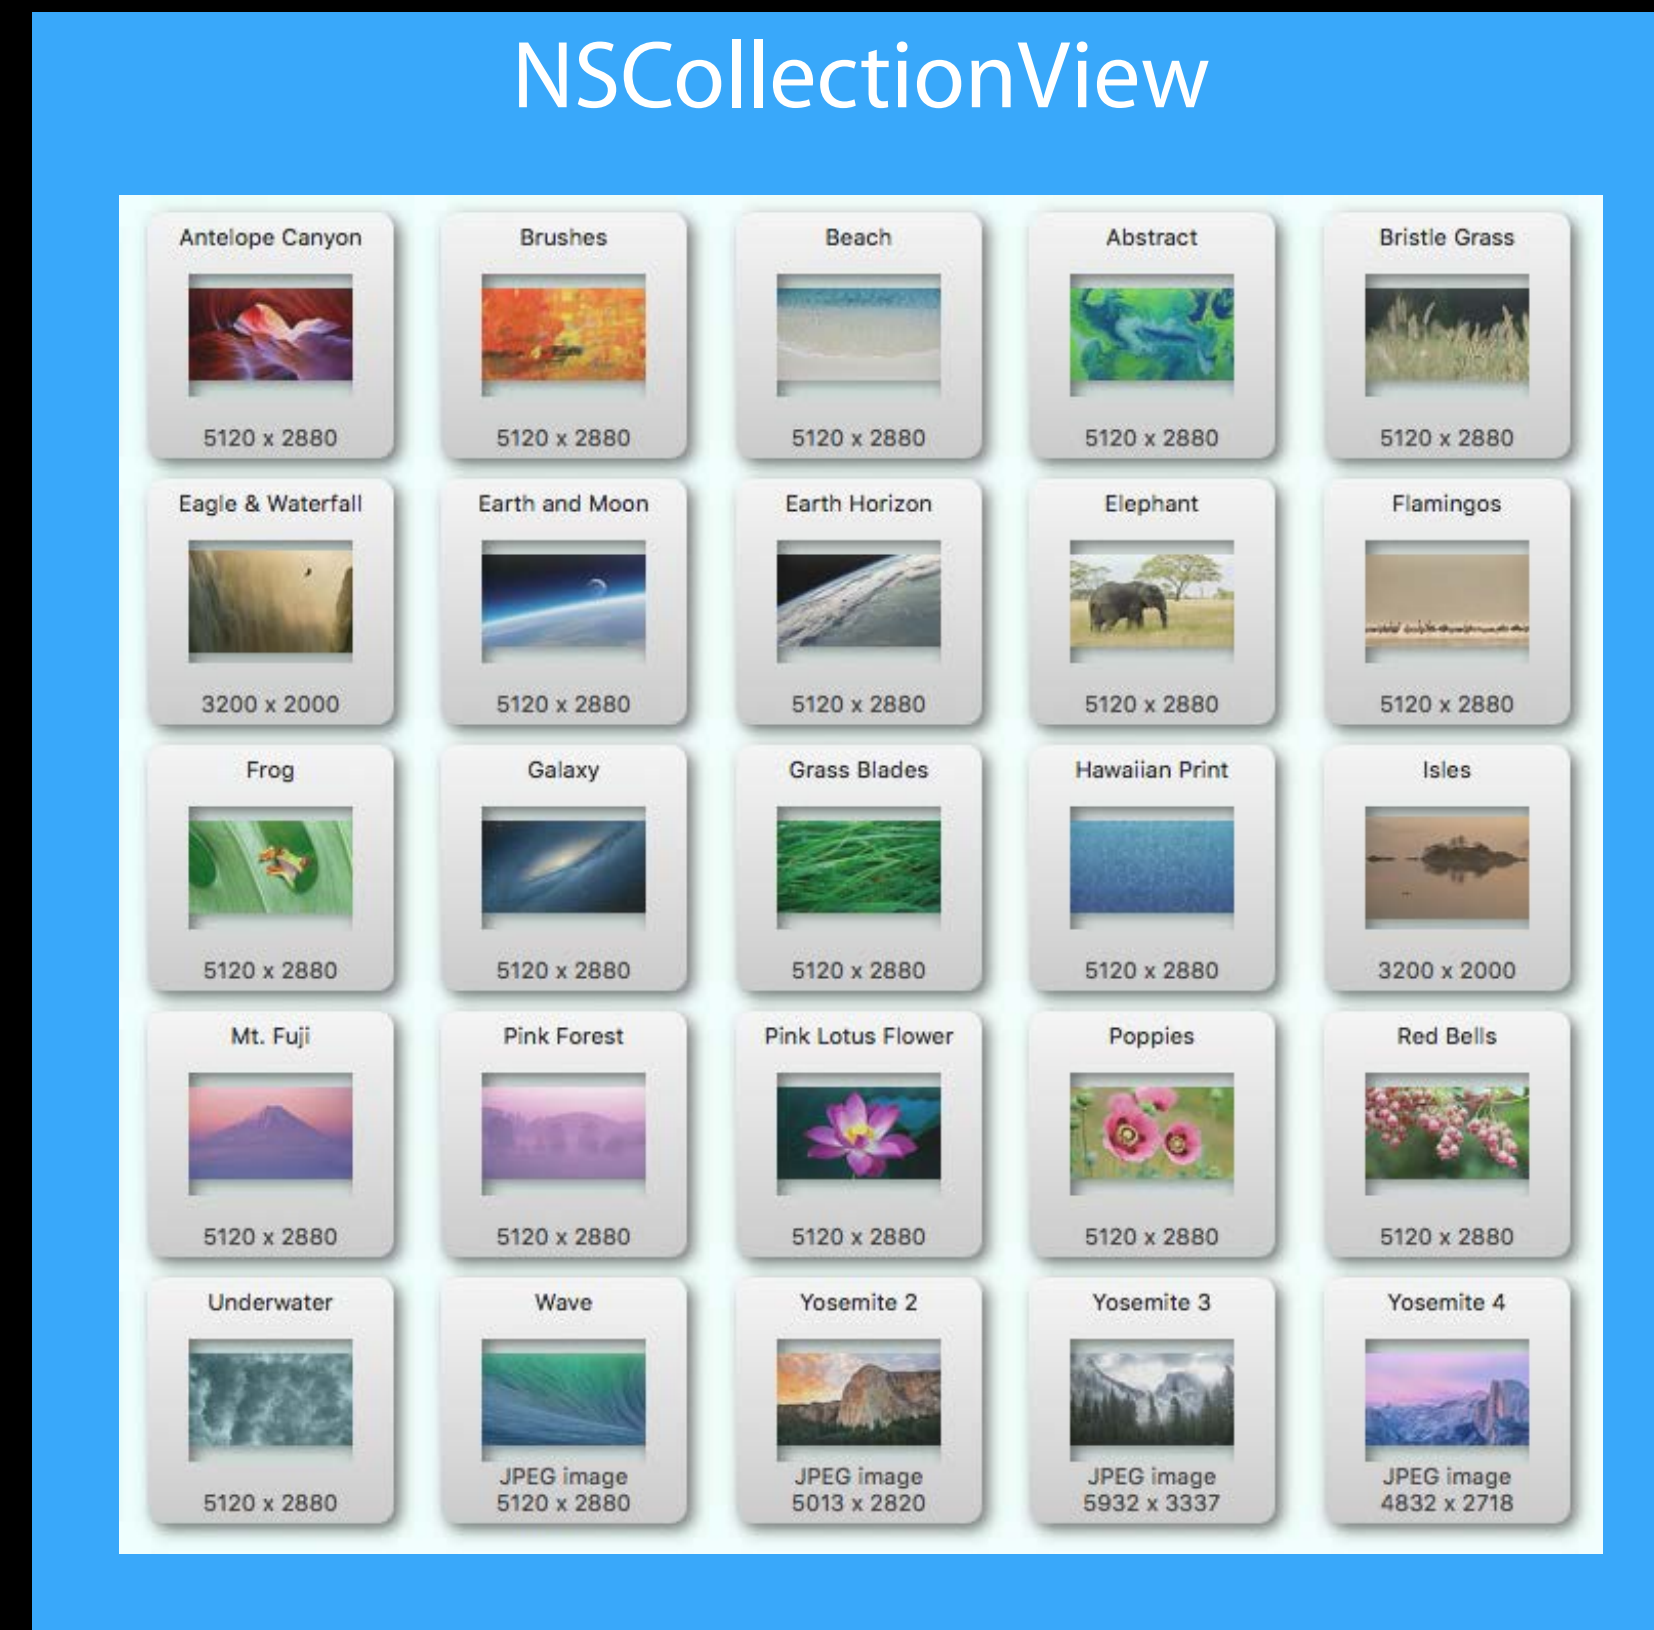 NSCollectionView
Antelope Canyon
5120 x 2880
Brushes
5120 x 2880
Beach
5120 x 2880
Abstract
5120 x 2880
Bristle Grass
5120 x 2880
Eagle & Waterfall
3200 x 2000
Earth and Moon
5120 x 2880
Earth Horizon
5120 x 2880
Elephant
5120 x 2880
Flamingos
5120 x 2880
Frog
5120 x 2880
Galaxy
5120 x 2880
Grass Blades
5120 x 2880
Hawaiian Print
5120 x 2880
Isles
3200 x 2000
Mt. Fuji
5120 x 2880
Pink Forest
5120 x 2880
Pink Lotus Flower
5120 x 2880
Poppies
5120 x 2880
Red Bells
5120 x 2880
Underwater
5120 x 2880
Wave
JPEG image
5120 x 2880
Yosemite 2
JPEG image
5013 x 2820
Yosemite 3
JPEG image
5932 x 3337
Yosemite 4
JPEG image
4832 x 2718